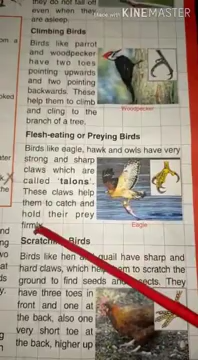 they do not fall off
even when they
are asleep.
MADE WITH
KINEMASTER
Climbing Birds
Birds like parrot
and woodpecker
have two toes
pointing upwards
and two pointing
backwards. These
help them to climb
and cling to the
branch of a tree.
Woodpecker
Flesh-eating or Preying Birds
Birds like eagle, hawk and owls have very
strong and sharp
claws which are
called 'talons'.
These claws help
them to catch and
hold their prey
firmly.
Eagle
Scratching Birds
Birds like hen and quail have sharp and
hard claws, which help them to scratch the
ground to find seeds and insects. They
have three toes in
front and one at
the back, also one
very short toe at
the back, higher up